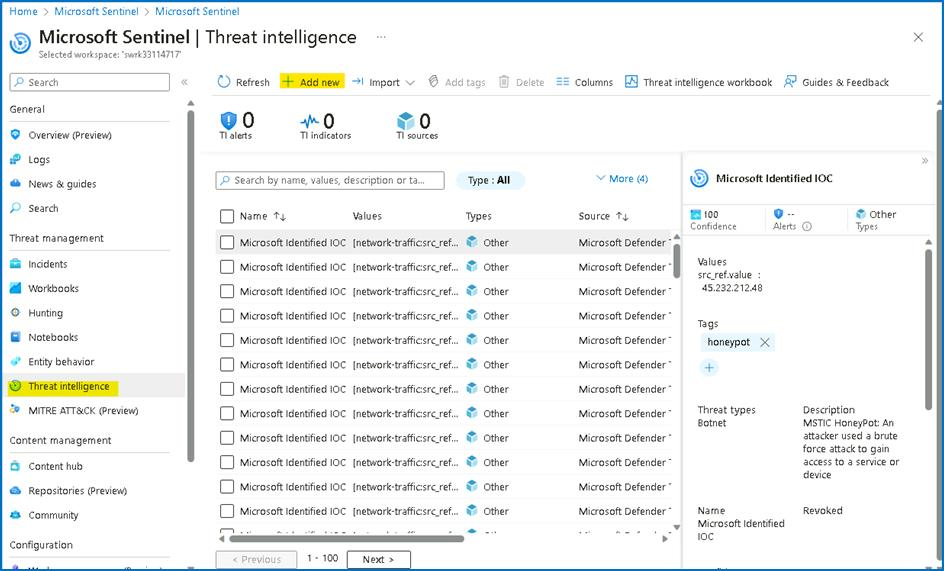 Home > Microsoft Sentinel > Microsoft Sentinel
Microsoft Sentinel | Threat intelligence ...
Selected workspace: 'swrk33114717'
Search
«
Refresh
Add new
Import
Add tags
Delete
Columns
Threat intelligence workbook
Guides & Feedback
General
Overview (Preview)
Logs
News & guides
Search
Threat management
Incidents
Workbooks
Hunting
Notebooks
Entity behavior
Threat intelligence
MITRE ATT&CK (Preview)
Content management
Content hub
Repositories (Preview)
Community
Configuration
0
TI alerts
0
TI indicators
0
TI sources
Search by name, values, description or ta...
Type : All
More (4)
Name ↑↓ Values Types Source ↑↓
Microsoft Identified IOC [network-traffic:src_ref... Other Microsoft Defender
Microsoft Identified IOC [network-traffic:src_ref... Other Microsoft Defender
Microsoft Identified IOC [network-traffic:src_ref... Other Microsoft Defender
Microsoft Identified IOC [network-traffic:src_ref... Other Microsoft Defender
Microsoft Identified IOC [network-traffic:src_ref... Other Microsoft Defender
Microsoft Identified IOC [network-traffic:src_ref... Other Microsoft Defender
Microsoft Identified IOC [network-traffic:src_ref... Other Microsoft Defender
Microsoft Identified IOC [network-traffic:src_ref... Other Microsoft Defender
Microsoft Identified IOC [network-traffic:src_ref... Other Microsoft Defender
Microsoft Identified IOC [network-traffic:src_ref... Other Microsoft Defender
Microsoft Identified IOC [network-traffic:src_ref... Other Microsoft Defender
Microsoft Identified IOC [network-traffic:src_ref... Other Microsoft Defender
< Previous 1 - 100 Next >
»
Microsoft Identified IOC
100
Confidence
--
Alerts
Other
Types
Values
src_ref.value :
45.232.212.48
Tags
honeypot
Threat types
Botnet
Description
MSTIC HoneyPot: An
attacker used a brute
force attack to gain
access to a service or
device
Name
Microsoft Identified
IOC
Revoked